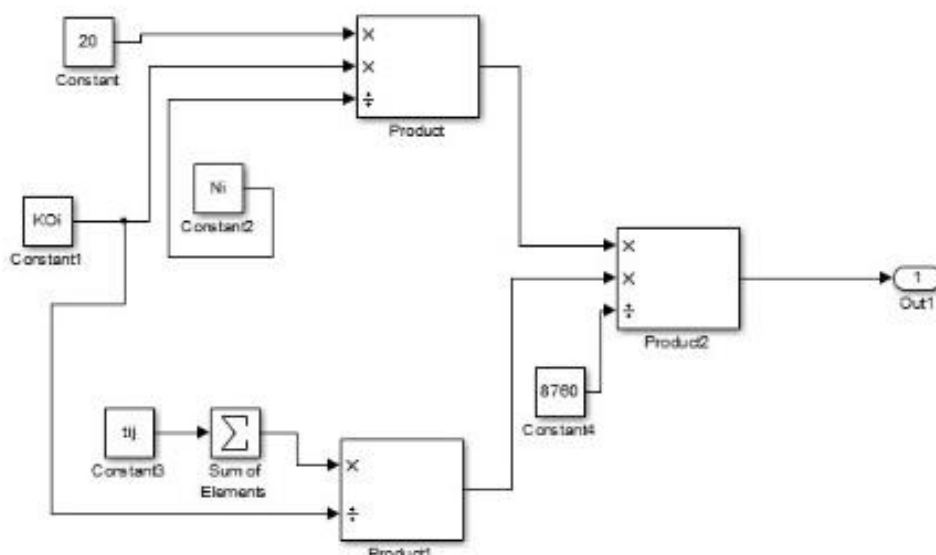 20
Constant
×
×
÷
Product
Ni
Constant2
KOi
Constant1
×
×
÷
Product2
1
Out1
8760
Constant4
tij
Constant3
Σ
Sum of
Elements
×
÷
Product1